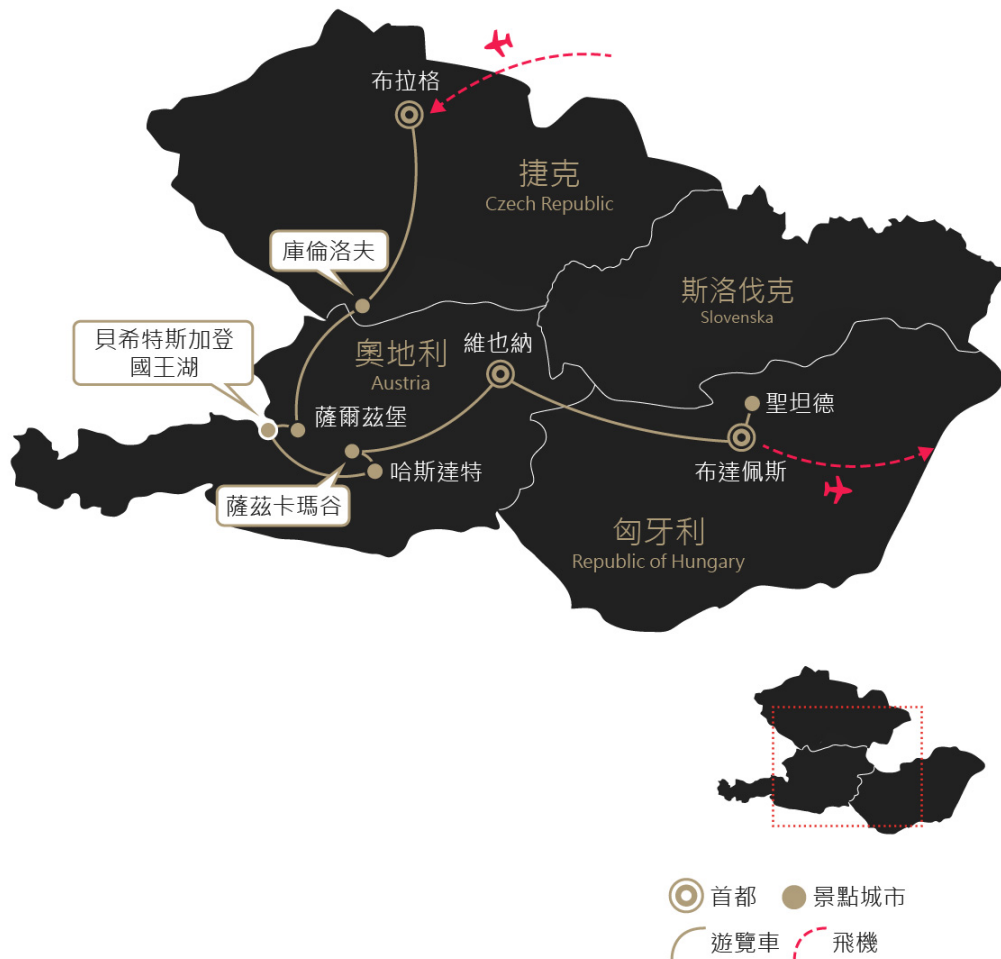 布拉格
捷克
Czech Republic
庫倫洛夫
斯洛伐克
Slovenska
貝希特斯加登
國王湖
奧地利
Austria
維也納
薩爾茲堡
聖坦德
哈斯達特
布達佩斯
薩茲卡瑪谷
匈牙利
Republic of Hungary
首都
景點城市
遊覽車
飛機